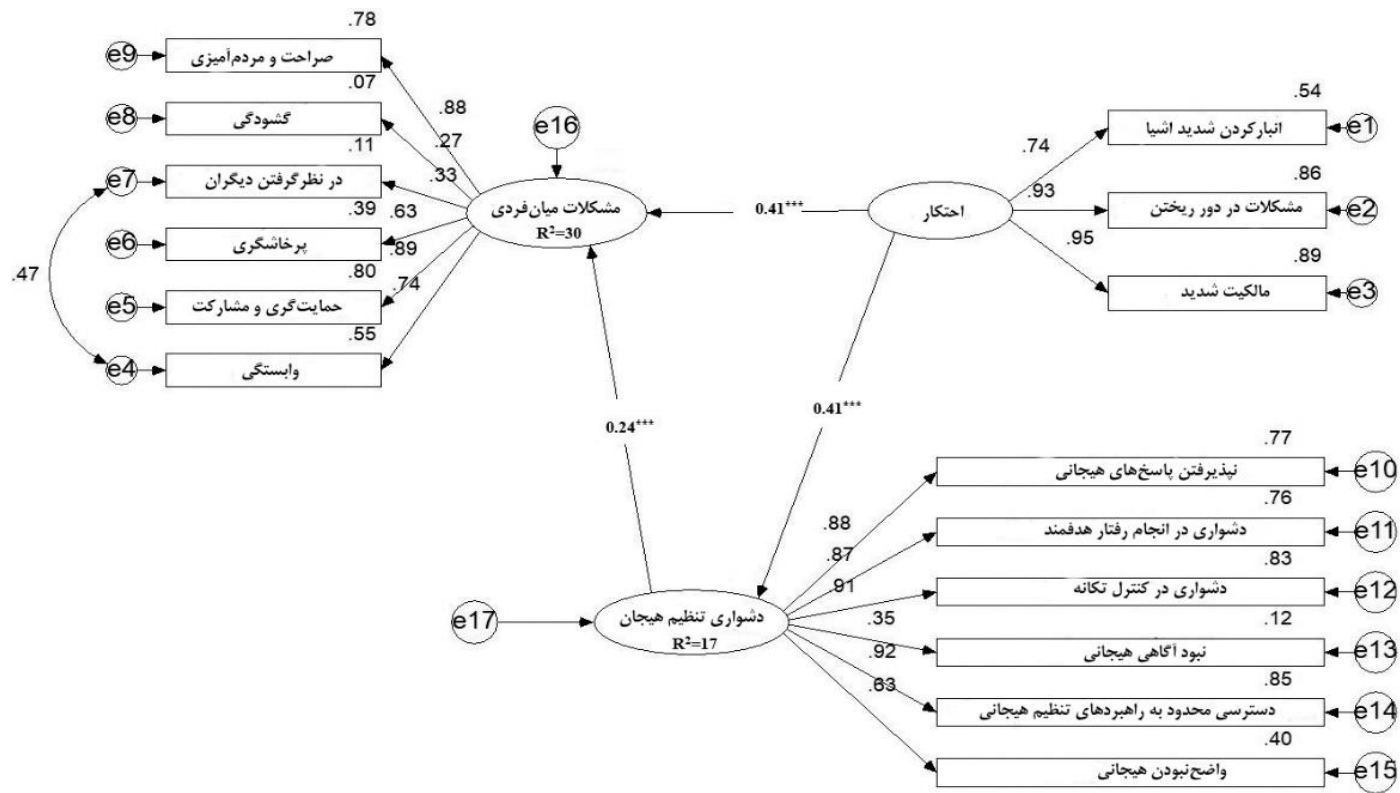 .78
e9
صراحت و مردم‌آمیزی
.07
e8
گشودگی
.11
e7
در نظرگرفتن دیگران
.39
e6
پرخاشگری
.80
e5
حمایت‌گری و مشارکت
.55
e4
وابستگی
.47
.88
.27
.33
.63
.89
.74
e16
مشکلات میان‌فردی
R²=30
0.41***
احتکار
.74
.93
.95
.54
انبارکردن شدید اشیا
e1
.86
مشکلات در دور ریختن
e2
.89
مالکیت شدید
e3
0.24***
0.41***
e17
دشواری تنظیم هیجان
R²=17
.88
.87
.91
.35
.92
.63
.77
نپذیرفتن پاسخ‌های هیجانی
e10
.76
دشواری در انجام رفتار هدفمند
e11
.83
دشواری در کنترل تکانه
e12
.12
نبود آگاهی هیجانی
e13
.85
دسترسی محدود به راهبردهای تنظیم هیجانی
e14
.40
واضح‌نبودن هیجانی
e15